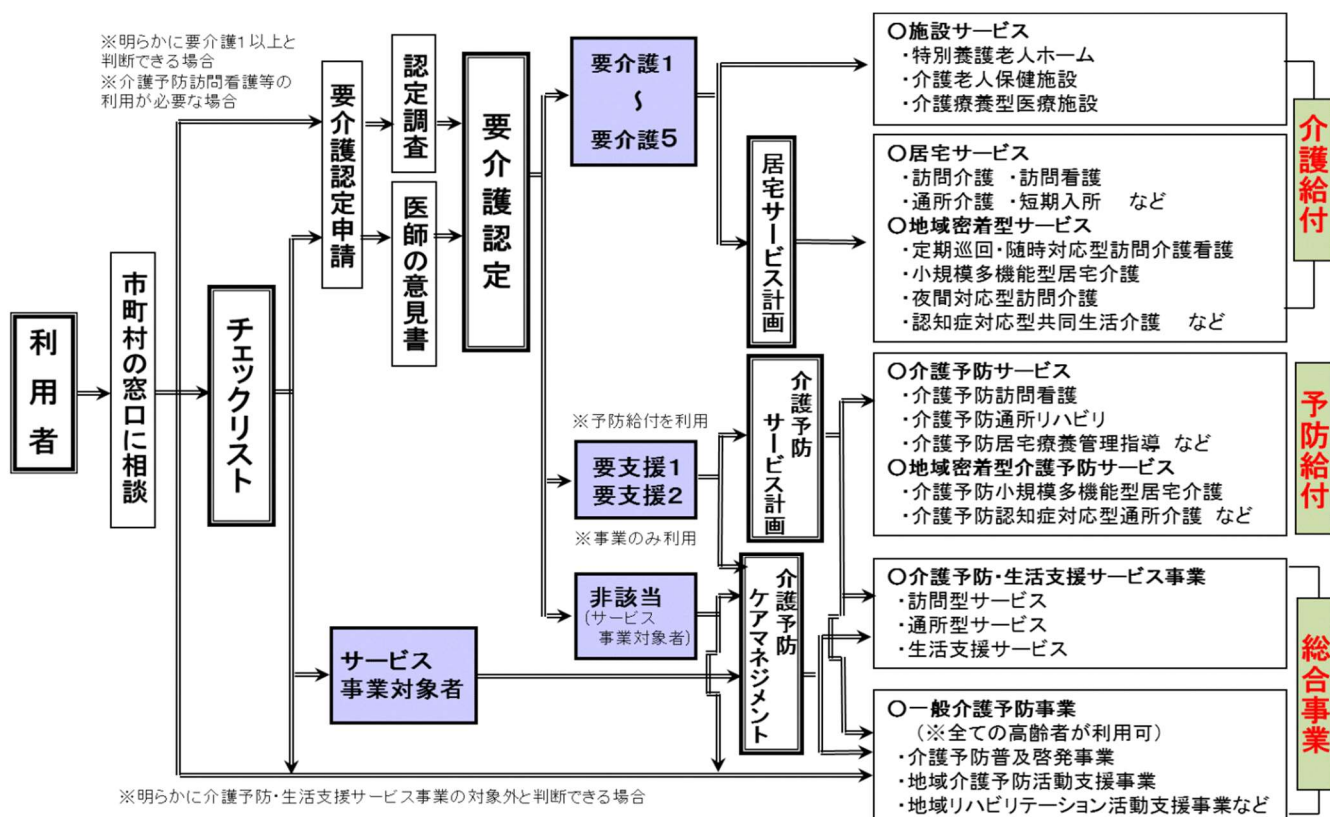 ※明らかに要介護1以上と
判断できる場合
※介護予防訪問看護等の
利用が必要な場合
利用者
市町村の窓口に相談
チェックリスト
要介護認定申請
認定調査
医師の意見書
要介護認定
要介護1
～
要介護5
※予防給付を利用
要支援1
要支援2
※事業のみ利用
非該当
(サービス
事業対象者)
サービス
事業対象者
※明らかに介護予防・生活支援サービス事業の対象外と判断できる場合
居宅サービス計画
介護予防
サービス計画
介護予防
ケアマネジメント
○施設サービス
・特別養護老人ホーム
・介護老人保健施設
・介護療養型医療施設
○居宅サービス
・訪問介護 ・訪問看護
・通所介護 ・短期入所 など
○地域密着型サービス
・定期巡回・随時対応型訪問介護看護
・小規模多機能型居宅介護
・夜間対応型訪問介護
・認知症対応型共同生活介護 など
介護給付
○介護予防サービス
・介護予防訪問看護
・介護予防通所リハビリ
・介護予防居宅療養管理指導 など
○地域密着型介護予防サービス
・介護予防小規模多機能型居宅介護
・介護予防認知症対応型通所介護 など
予防給付
○介護予防・生活支援サービス事業
・訪問型サービス
・通所型サービス
・生活支援サービス
○一般介護予防事業
(※全ての高齢者が利用可)
・介護予防普及啓発事業
・地域介護予防活動支援事業
・地域リハビリテーション活動支援事業など
総合事業